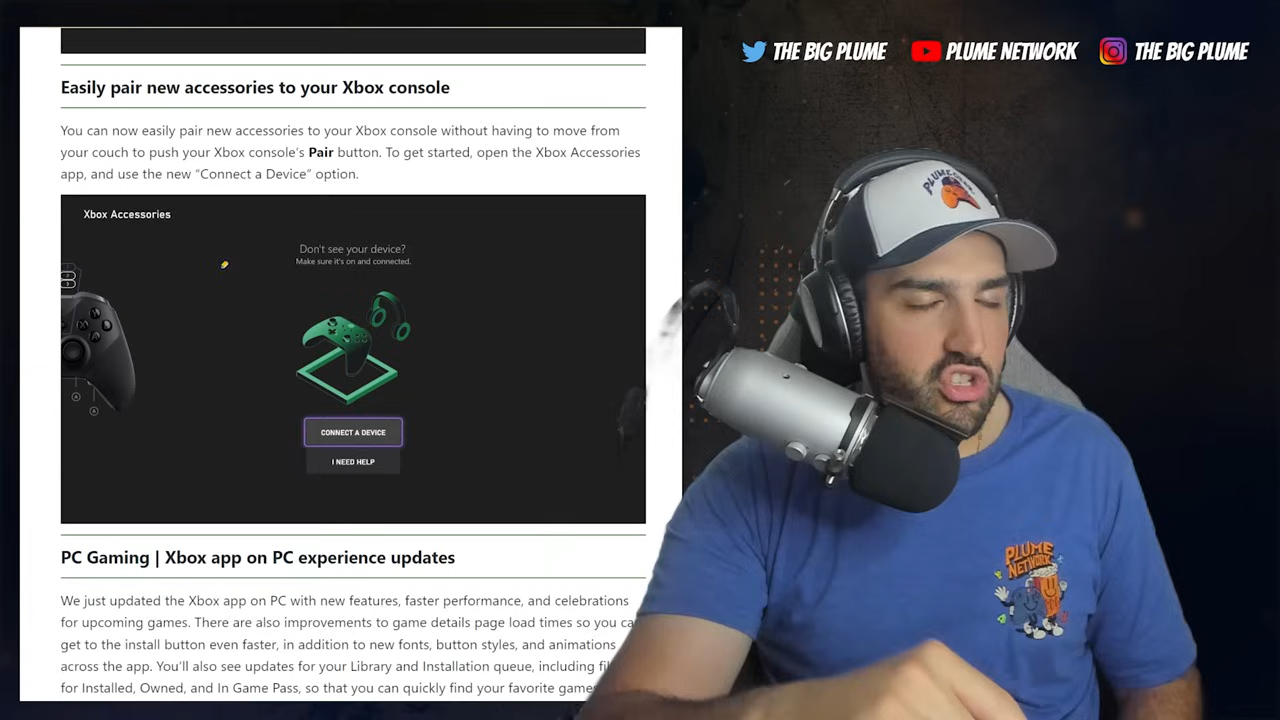 THE BIG PLUME
PLUME NETWORK
THE BIG PLUME
Easily pair new accessories to your Xbox console
You can now easily pair new accessories to your Xbox console without having to move from
your couch to push your Xbox console's Pair button. To get started, open the Xbox Accessories
app, and use the new “Connect a Device” option.
Xbox Accessories
Don't see your device?
Make sure it's on and connected.
CONNECT A DEVICE
I NEED HELP
PC Gaming | Xbox app on PC experience updates
We just updated the Xbox app on PC with new features, faster performance, and celebrations
for upcoming games. There are also improvements to game details page load times so you ca
get to the install button even faster, in addition to new fonts, button styles, and animations
across the app. You'll also see updates for your Library and Installation queue, including fil
for Installed, Owned, and In Game Pass, so that you can quickly find your favorite game
PLUME
NETWORK